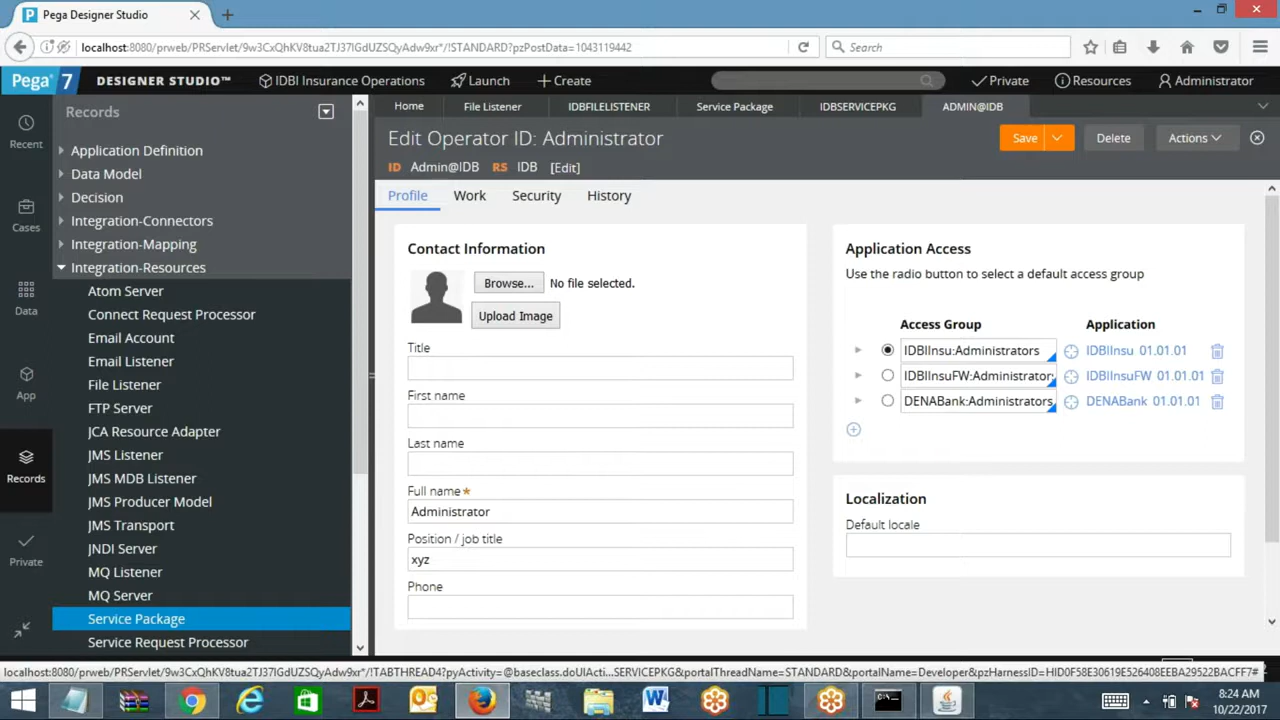 Pega Designer Studio
localhost:8080/prweb/PRServlet/9w3CxQhKV8tua2TJ37lGdUZSQyAdw9xr*/!STANDARD?pzPostData=1043119442
Search
Pega 7 DESIGNER STUDIO™ IDBI Insurance Operations Launch Create Private Resources Administrator
Records
Home File Listener IDBFILELISTENER Service Package IDBSERVICEPKG ADMIN@IDB
Recent
Cases
Data
App
Records
Private
Application Definition
Data Model
Decision
Integration-Connectors
Integration-Mapping
Integration-Resources
Atom Server
Connect Request Processor
Email Account
Email Listener
File Listener
FTP Server
JCA Resource Adapter
JMS Listener
JMS MDB Listener
JMS Producer Model
JMS Transport
JNDI Server
MQ Listener
MQ Server
Service Package
Service Request Processor
Edit Operator ID: Administrator
Save Delete Actions
ID Admin@IDB RS IDB [Edit]
Profile Work Security History
Contact Information
Browse... No file selected.
Upload Image
Title
First name
Last name
Full name*
Administrator
Position / job title
xyz
Phone
Application Access
Use the radio button to select a default access group
Access Group Application
IDBIInsu:Administrators IDBIInsu 01.01.01
IDBIInsuFW:Administrator IDBIInsuFW 01.01.01
DENABank:Administrators DENABank 01.01.01
Localization
Default locale
localhost:8080/prweb/PRServlet/9w3CxQhKV8tua2TJ37lGdUZSQyAdw9xr*/!TABTHREAD4?pyActivity=@baseclass.doUIActi...SERVICEPKG&portalThreadName=STANDARD&portalName=Developer&pzHarnessID=HID0F58E30619E526408EEBA29522BACFF7#
8:24 AM
10/22/2017